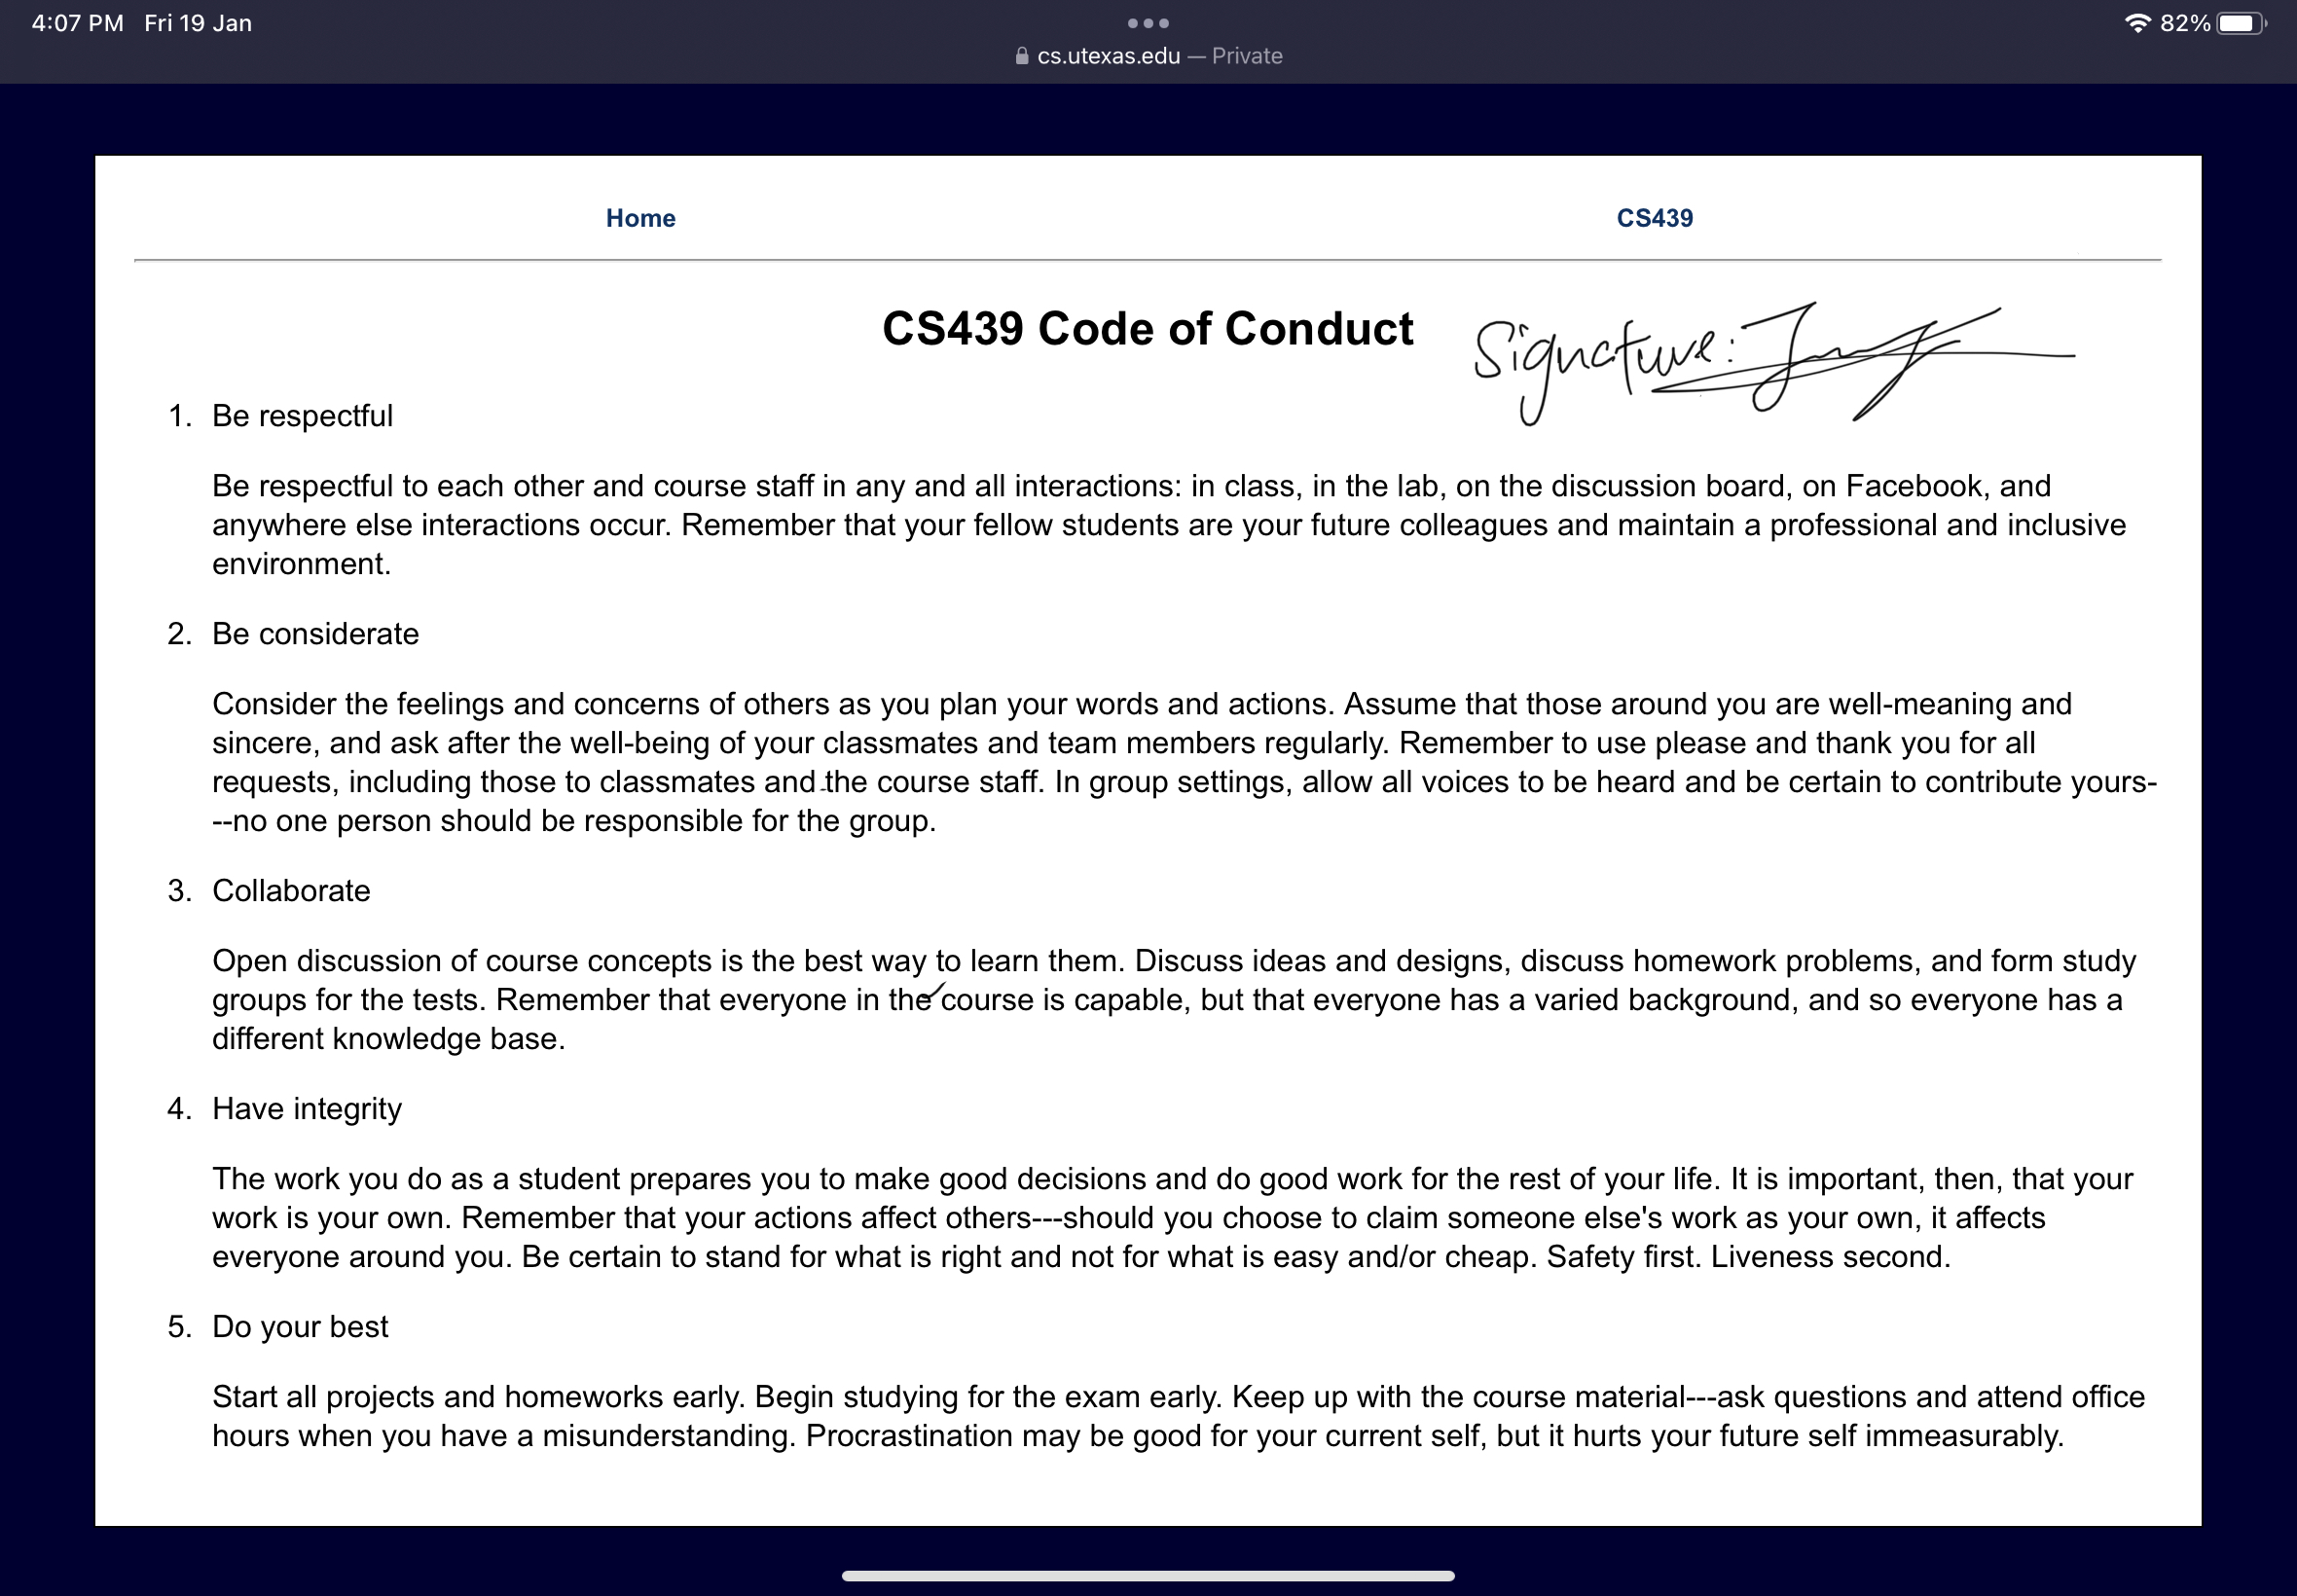 4:07 PM Fri 19 Jan
82%
cs.utexas.edu — Private
Home CS439
CS439 Code of Conduct
Signature:
1. Be respectful
Be respectful to each other and course staff in any and all interactions: in class, in the lab, on the discussion board, on Facebook, and
anywhere else interactions occur. Remember that your fellow students are your future colleagues and maintain a professional and inclusive
environment.
2. Be considerate
Consider the feelings and concerns of others as you plan your words and actions. Assume that those around you are well-meaning and
sincere, and ask after the well-being of your classmates and team members regularly. Remember to use please and thank you for all
requests, including those to classmates and the course staff. In group settings, allow all voices to be heard and be certain to contribute yours-
--no one person should be responsible for the group.
3. Collaborate
Open discussion of course concepts is the best way to learn them. Discuss ideas and designs, discuss homework problems, and form study
groups for the tests. Remember that everyone in the course is capable, but that everyone has a varied background, and so everyone has a
different knowledge base.
4. Have integrity
The work you do as a student prepares you to make good decisions and do good work for the rest of your life. It is important, then, that your
work is your own. Remember that your actions affect others---should you choose to claim someone else's work as your own, it affects
everyone around you. Be certain to stand for what is right and not for what is easy and/or cheap. Safety first. Liveness second.
5. Do your best
Start all projects and homeworks early. Begin studying for the exam early. Keep up with the course material---ask questions and attend office
hours when you have a misunderstanding. Procrastination may be good for your current self, but it hurts your future self immeasurably.